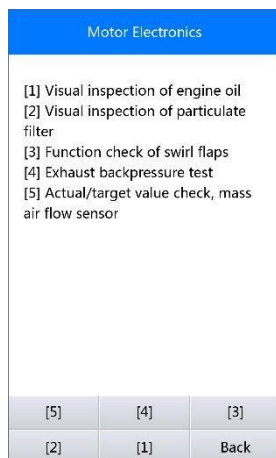 Motor Electronics
[1] Visual inspection of engine oil
[2] Visual inspection of particulate
filter
[3] Function check of swirl flaps
[4] Exhaust backpressure test
[5] Actual/target value check, mass
air flow sensor
[5] [4] [3]
[2] [1] Back